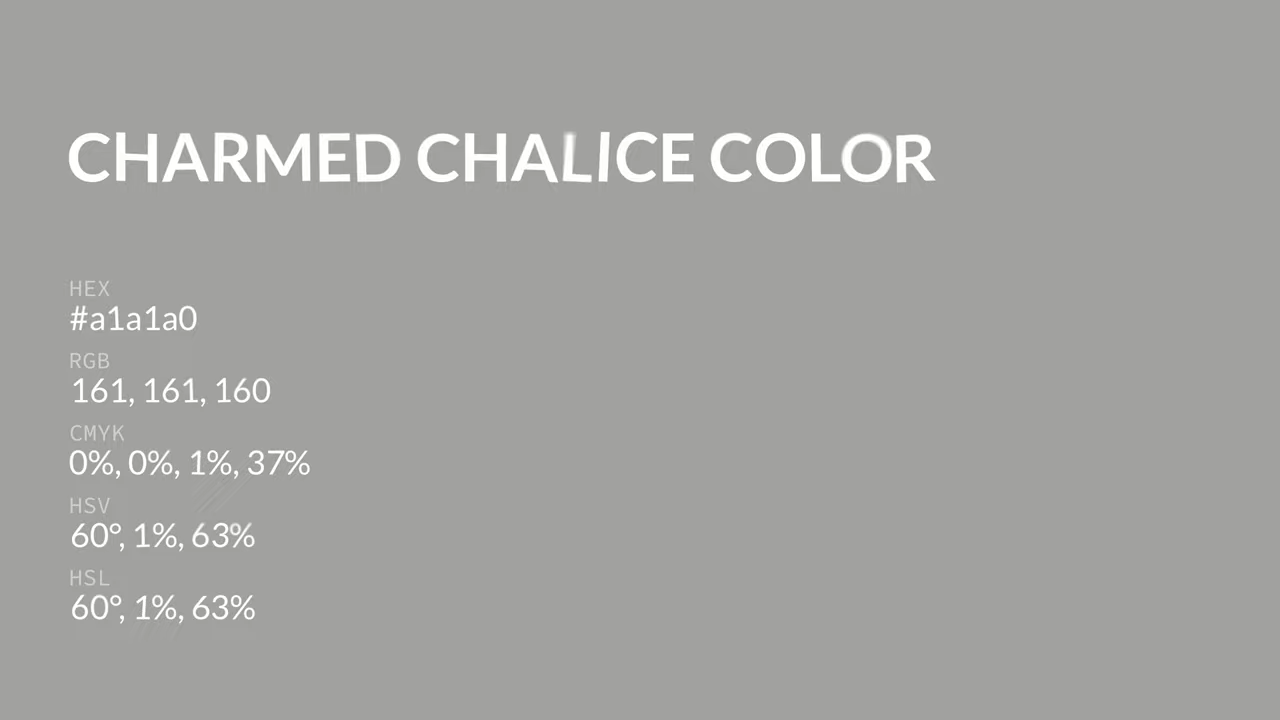 CHARMED CHALICE COLOR
HEX
#a1a1a0
RGB
161, 161, 160
CMYK
0%, 0%, 1%, 37%
HSV
60°, 1%, 63%
HSL
60°, 1%, 63%